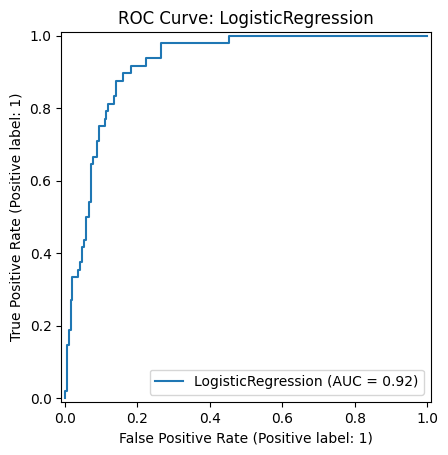 ROC Curve: LogisticRegression
1.0
0.8
0.6
0.4
0.2
0.0
True Positive Rate (Positive label: 1)
LogisticRegression (AUC = 0.92)
0.0 0.2 0.4 0.6 0.8 1.0
False Positive Rate (Positive label: 1)